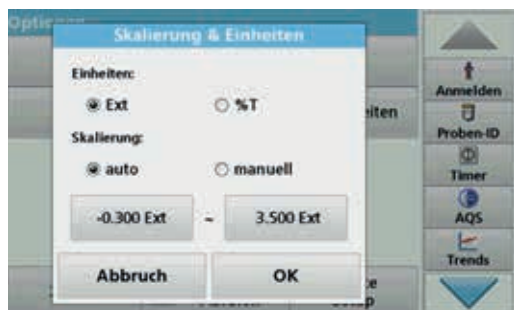 Skalierung & Einheiten
Einheiten:
Ext
%T
Skalierung:
auto
manuell
-0.300 Ext
~
3.500 Ext
Abbruch
OK
Anmelden
Proben-ID
Timer
AQS
Trends